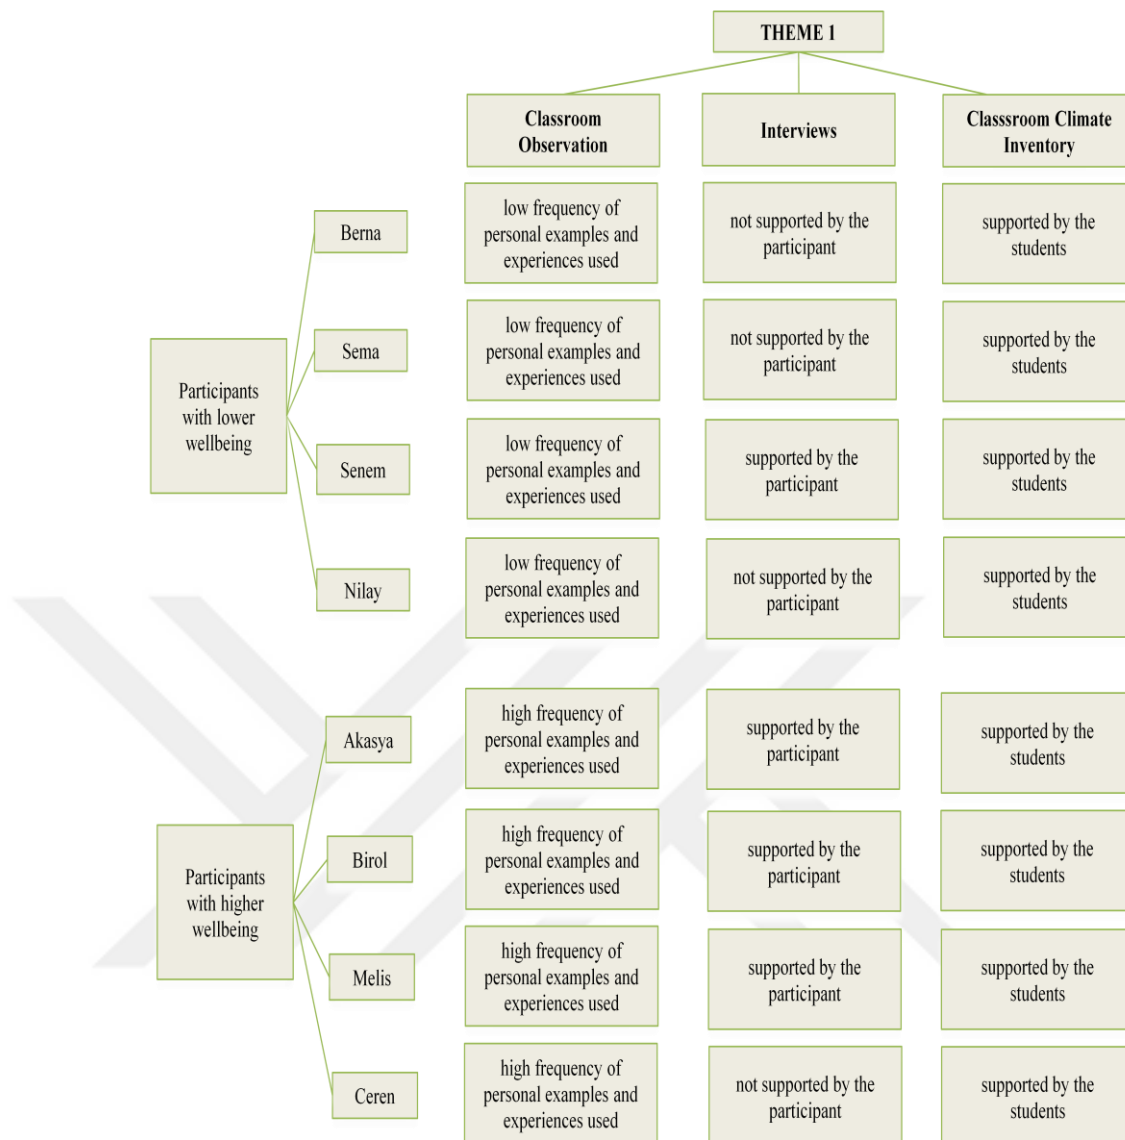 THEME 1
Classroom
Observation
Interviews
Classsroom Climate
Inventory
Participants
with lower
wellbeing
Berna
low frequency of
personal examples and
experiences used
not supported by the
participant
supported by the
students
Sema
low frequency of
personal examples and
experiences used
not supported by the
participant
supported by the
students
Senem
low frequency of
personal examples and
experiences used
supported by the
participant
supported by the
students
Nilay
low frequency of
personal examples and
experiences used
not supported by the
participant
supported by the
students
Participants
with higher
wellbeing
Akasya
high frequency of
personal examples and
experiences used
supported by the
participant
supported by the
students
Birol
high frequency of
personal examples and
experiences used
supported by the
participant
supported by the
students
Melis
high frequency of
personal examples and
experiences used
supported by the
participant
supported by the
students
Ceren
high frequency of
personal examples and
experiences used
not supported by the
participant
supported by the
students